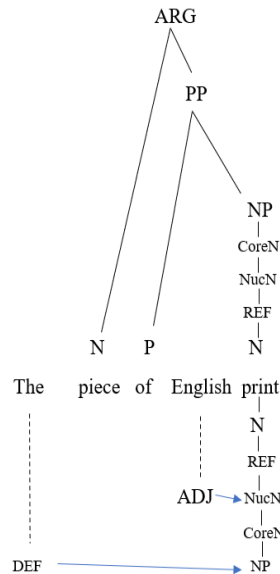 ARG
PP
NP
CoreN
NucN
REF
N P N
The piece of English print
N
REF
ADJ NucN
CoreN
DEF NP